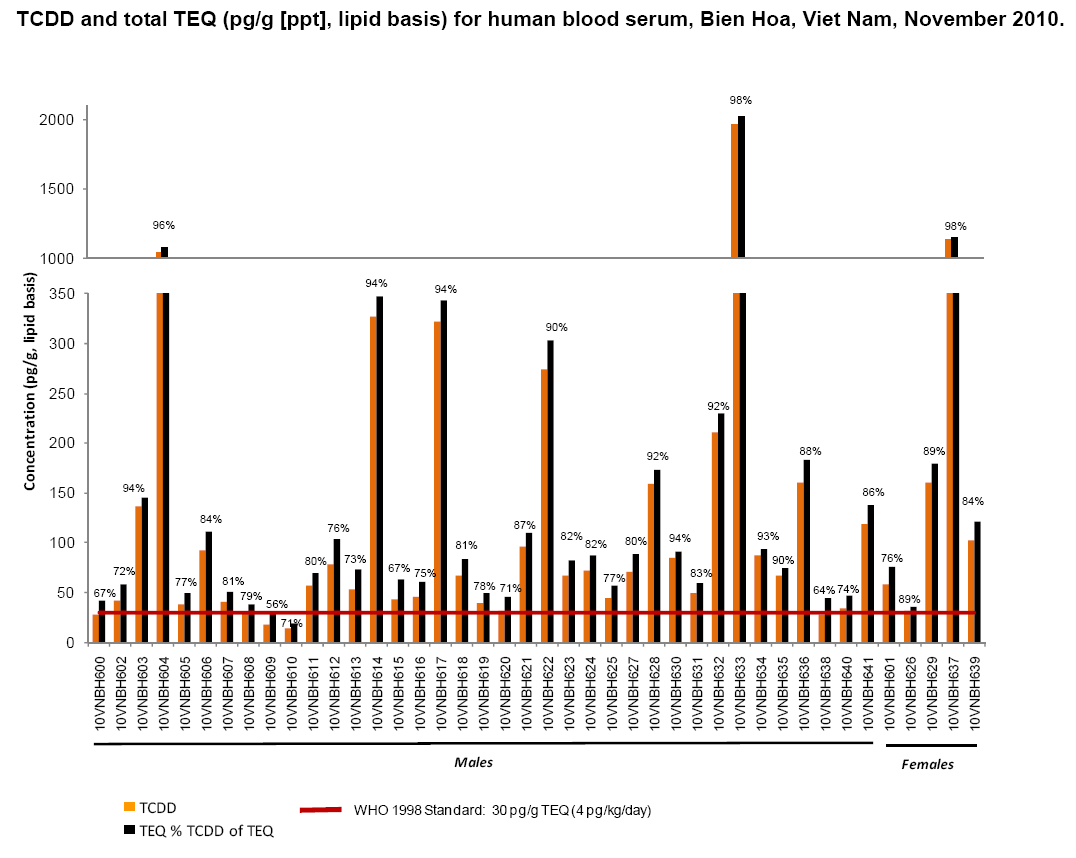 TCDD and total TEQ (pg/g [ppt], lipid basis) for human blood serum, Bien Hoa, Viet Nam, November 2010.
Concentration (pg/g, lipid basis)
2000
1500
1000
350
300
250
200
150
100
50
0
67%
72%
94%
96%
77%
84%
81%
79%
56%
71%
80%
76%
73%
94%
67%
75%
94%
81%
78%
71%
87%
90%
82%
82%
77%
80%
92%
94%
83%
92%
98%
93%
90%
88%
64%
74%
86%
76%
89%
89%
98%
84%
10VNBH600
10VNBH602
10VNBH603
10VNBH604
10VNBH605
10VNBH606
10VNBH607
10VNBH608
10VNBH609
10VNBH610
10VNBH611
10VNBH612
10VNBH613
10VNBH614
10VNBH615
10VNBH616
10VNBH617
10VNBH618
10VNBH619
10VNBH620
10VNBH621
10VNBH622
10VNBH623
10VNBH624
10VNBH625
10VNBH627
10VNBH628
10VNBH630
10VNBH631
10VNBH632
10VNBH633
10VNBH634
10VNBH635
10VNBH636
10VNBH638
10VNBH640
10VNBH641
10VNBH601
10VNBH626
10VNBH629
10VNBH637
10VNBH639
Males
Females
TCDD
WHO 1998 Standard: 30 pg/g TEQ (4 pg/kg/day)
TEQ % TCDD of TEQ